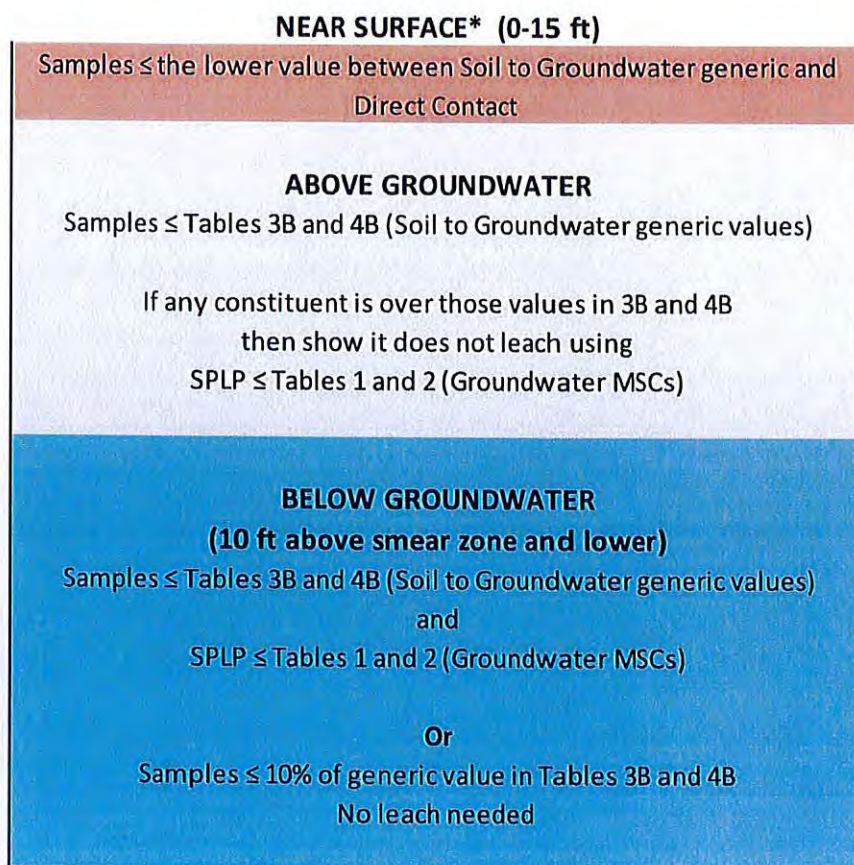 NEAR SURFACE* (0-15 ft)
Samples ≤ the lower value between Soil to Groundwater generic and
Direct Contact
ABOVE GROUNDWATER
Samples ≤ Tables 3B and 4B (Soil to Groundwater generic values)
If any constituent is over those values in 3B and 4B
then show it does not leach using
SPLP ≤ Tables 1 and 2 (Groundwater MSCs)
BELOW GROUNDWATER
(10 ft above smear zone and lower)
Samples ≤ Tables 3B and 4B (Soil to Groundwater generic values)
and
SPLP ≤ Tables 1 and 2 (Groundwater MSCs)
Or
Samples ≤ 10% of generic value in Tables 3B and 4B
No leach needed